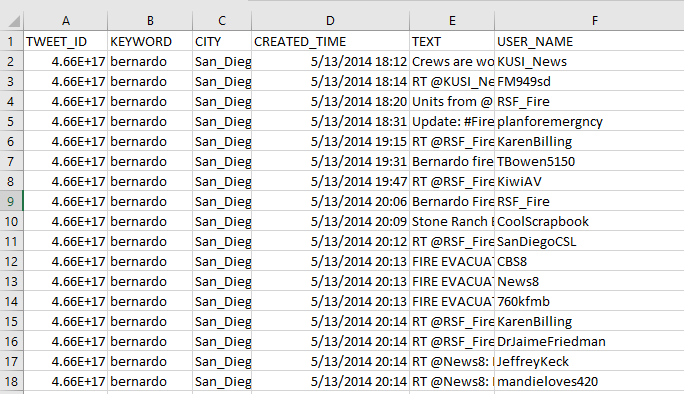 A B C D E F
1 TWEET_ID KEYWORD CITY CREATED_TIME TEXT USER_NAME
2 4.66E+17 bernardo San_Dieg 5/13/2014 18:12 Crews are wo KUSI_News
3 4.66E+17 bernardo San_Dieg 5/13/2014 18:14 RT @KUSI_Ne FM949sd
4 4.66E+17 bernardo San_Dieg 5/13/2014 18:20 Units from @ RSF_Fire
5 4.66E+17 bernardo San_Dieg 5/13/2014 18:31 Update: #Fire planforemergncy
6 4.66E+17 bernardo San_Dieg 5/13/2014 19:15 RT @RSF_Fire KarenBilling
7 4.66E+17 bernardo San_Dieg 5/13/2014 19:31 Bernardo fire TBowen5150
8 4.66E+17 bernardo San_Dieg 5/13/2014 19:47 RT @RSF_Fire KiwiAV
9 4.66E+17 bernardo San_Dieg 5/13/2014 20:06 Bernardo Fire RSF_Fire
10 4.66E+17 bernardo San_Dieg 5/13/2014 20:09 Stone Ranch E CoolScrapbook
11 4.66E+17 bernardo San_Dieg 5/13/2014 20:12 RT @RSF_Fire SanDiegoCSL
12 4.66E+17 bernardo San_Dieg 5/13/2014 20:13 FIRE EVACUAT CBS8
13 4.66E+17 bernardo San_Dieg 5/13/2014 20:13 FIRE EVACUAT News8
14 4.66E+17 bernardo San_Dieg 5/13/2014 20:13 FIRE EVACUAT 760kfmb
15 4.66E+17 bernardo San_Dieg 5/13/2014 20:14 RT @RSF_Fire KarenBilling
16 4.66E+17 bernardo San_Dieg 5/13/2014 20:14 RT @RSF_Fire DrJaimeFriedman
17 4.66E+17 bernardo San_Dieg 5/13/2014 20:14 RT @News8: JeffreyKeck
18 4.66E+17 bernardo San_Dieg 5/13/2014 20:14 RT @News8: mandieloves420